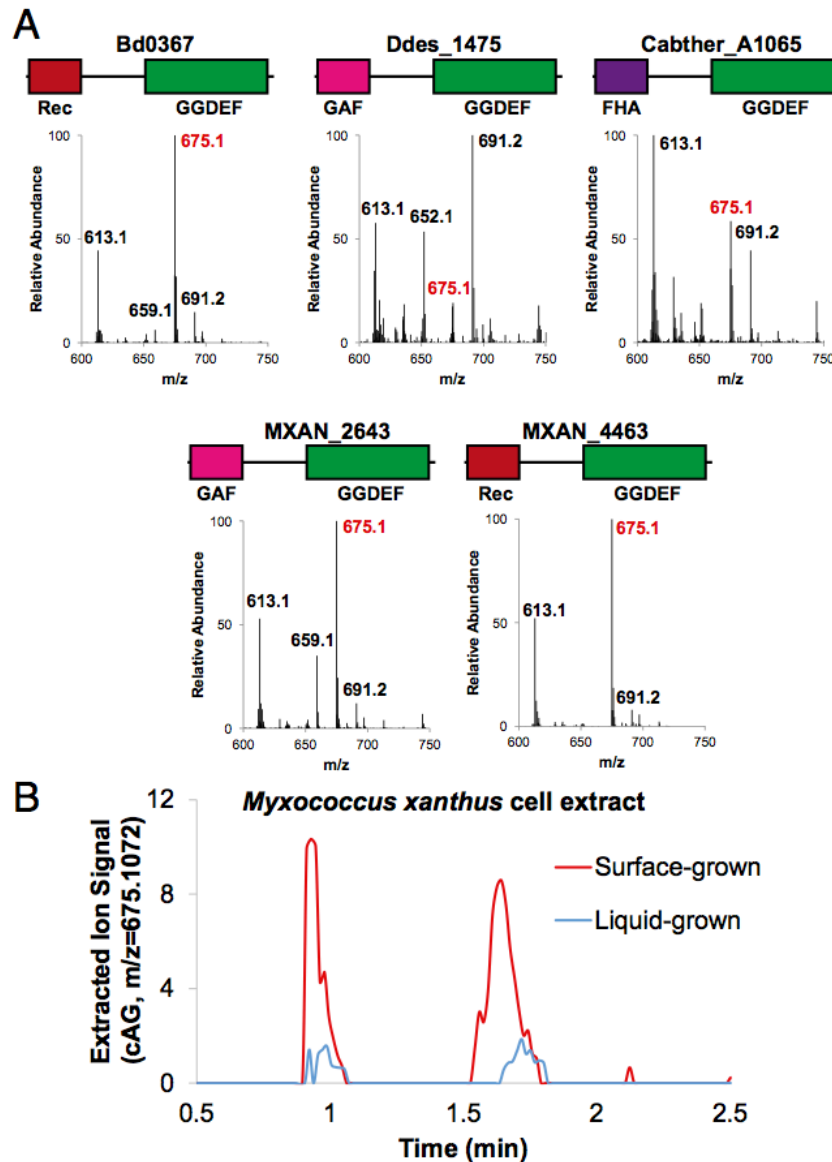 A
Bd0367 Ddes_1475 Cabther_A1065
Rec GGDEF GAF GGDEF FHA GGDEF
100 675.1 100 691.2 100 613.1
Relative Abundance Relative Abundance Relative Abundance
613.1 613.1 652.1 675.1
50 50 50 691.2
659.1 691.2 675.1
0 0 0
600 650 700 750 600 650 700 750 600 650 700 750
m/z m/z m/z
MXAN_2643 MXAN_4463
GAF GGDEF Rec GGDEF
100 675.1 100 675.1
Relative Abundance Relative Abundance
613.1 613.1
50 659.1 50
691.2 691.2
0 0
600 650 700 750 600 650 700 750
m/z m/z
B
Myxococcus xanthus cell extract
Extracted Ion Signal
(cAG, m/z=675.1072)
12
8
4
0
Surface-grown
Liquid-grown
0.5 1 1.5 2 2.5
Time (min)